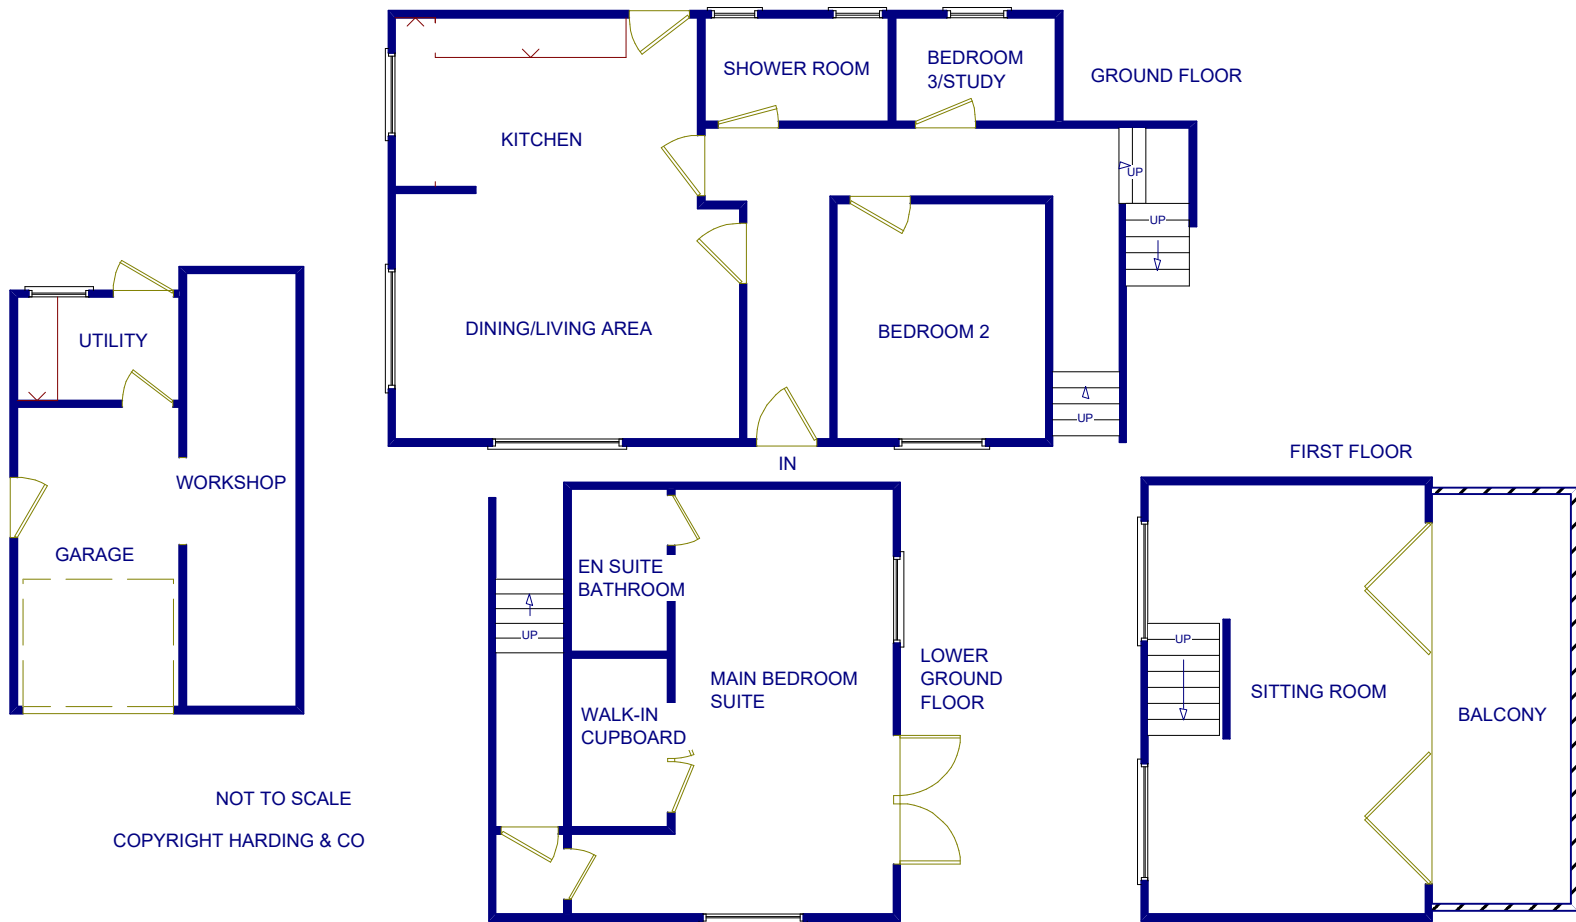 SHOWER ROOM
BEDROOM
3/STUDY
GROUND FLOOR
KITCHEN
UP
UP
DINING/LIVING AREA
BEDROOM 2
UP
IN
UTILITY
WORKSHOP
GARAGE
FIRST FLOOR
EN SUITE
BATHROOM
UP
MAIN BEDROOM
SUITE
LOWER
GROUND
FLOOR
WALK-IN
CUPBOARD
UP
SITTING ROOM
BALCONY
NOT TO SCALE
COPYRIGHT HARDING & CO